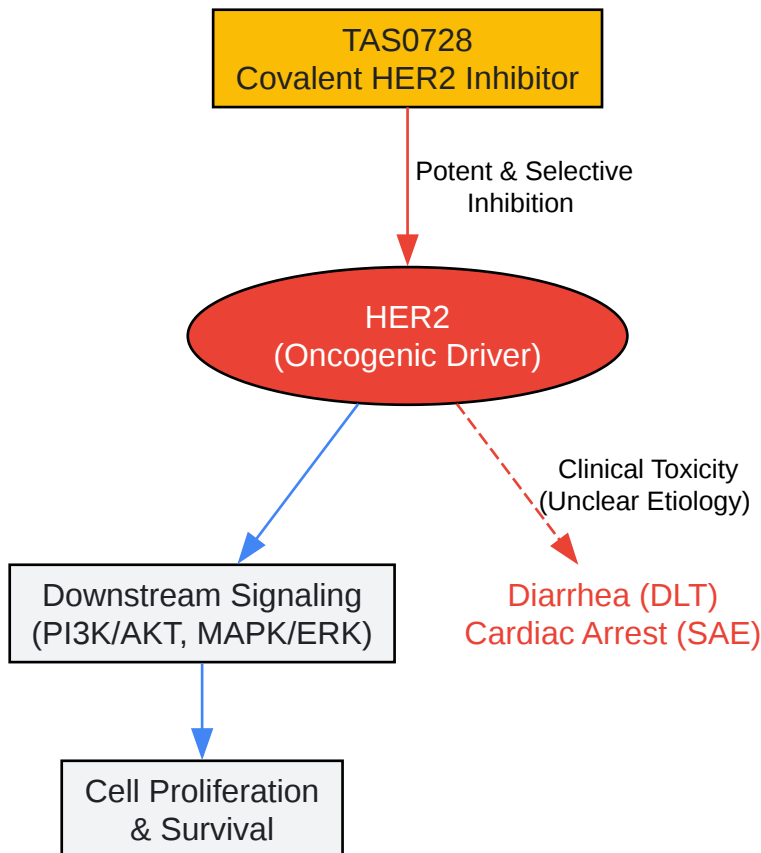 TAS0728
Covalent HER2 Inhibitor
Potent & Selective
Inhibition
HER2
(Oncogenic Driver)
Clinical Toxicity
(Unclear Etiology)
Downstream Signaling
(PI3K/AKT, MAPK/ERK)
Diarrhea (DLT)
Cardiac Arrest (SAE)
Cell Proliferation
& Survival